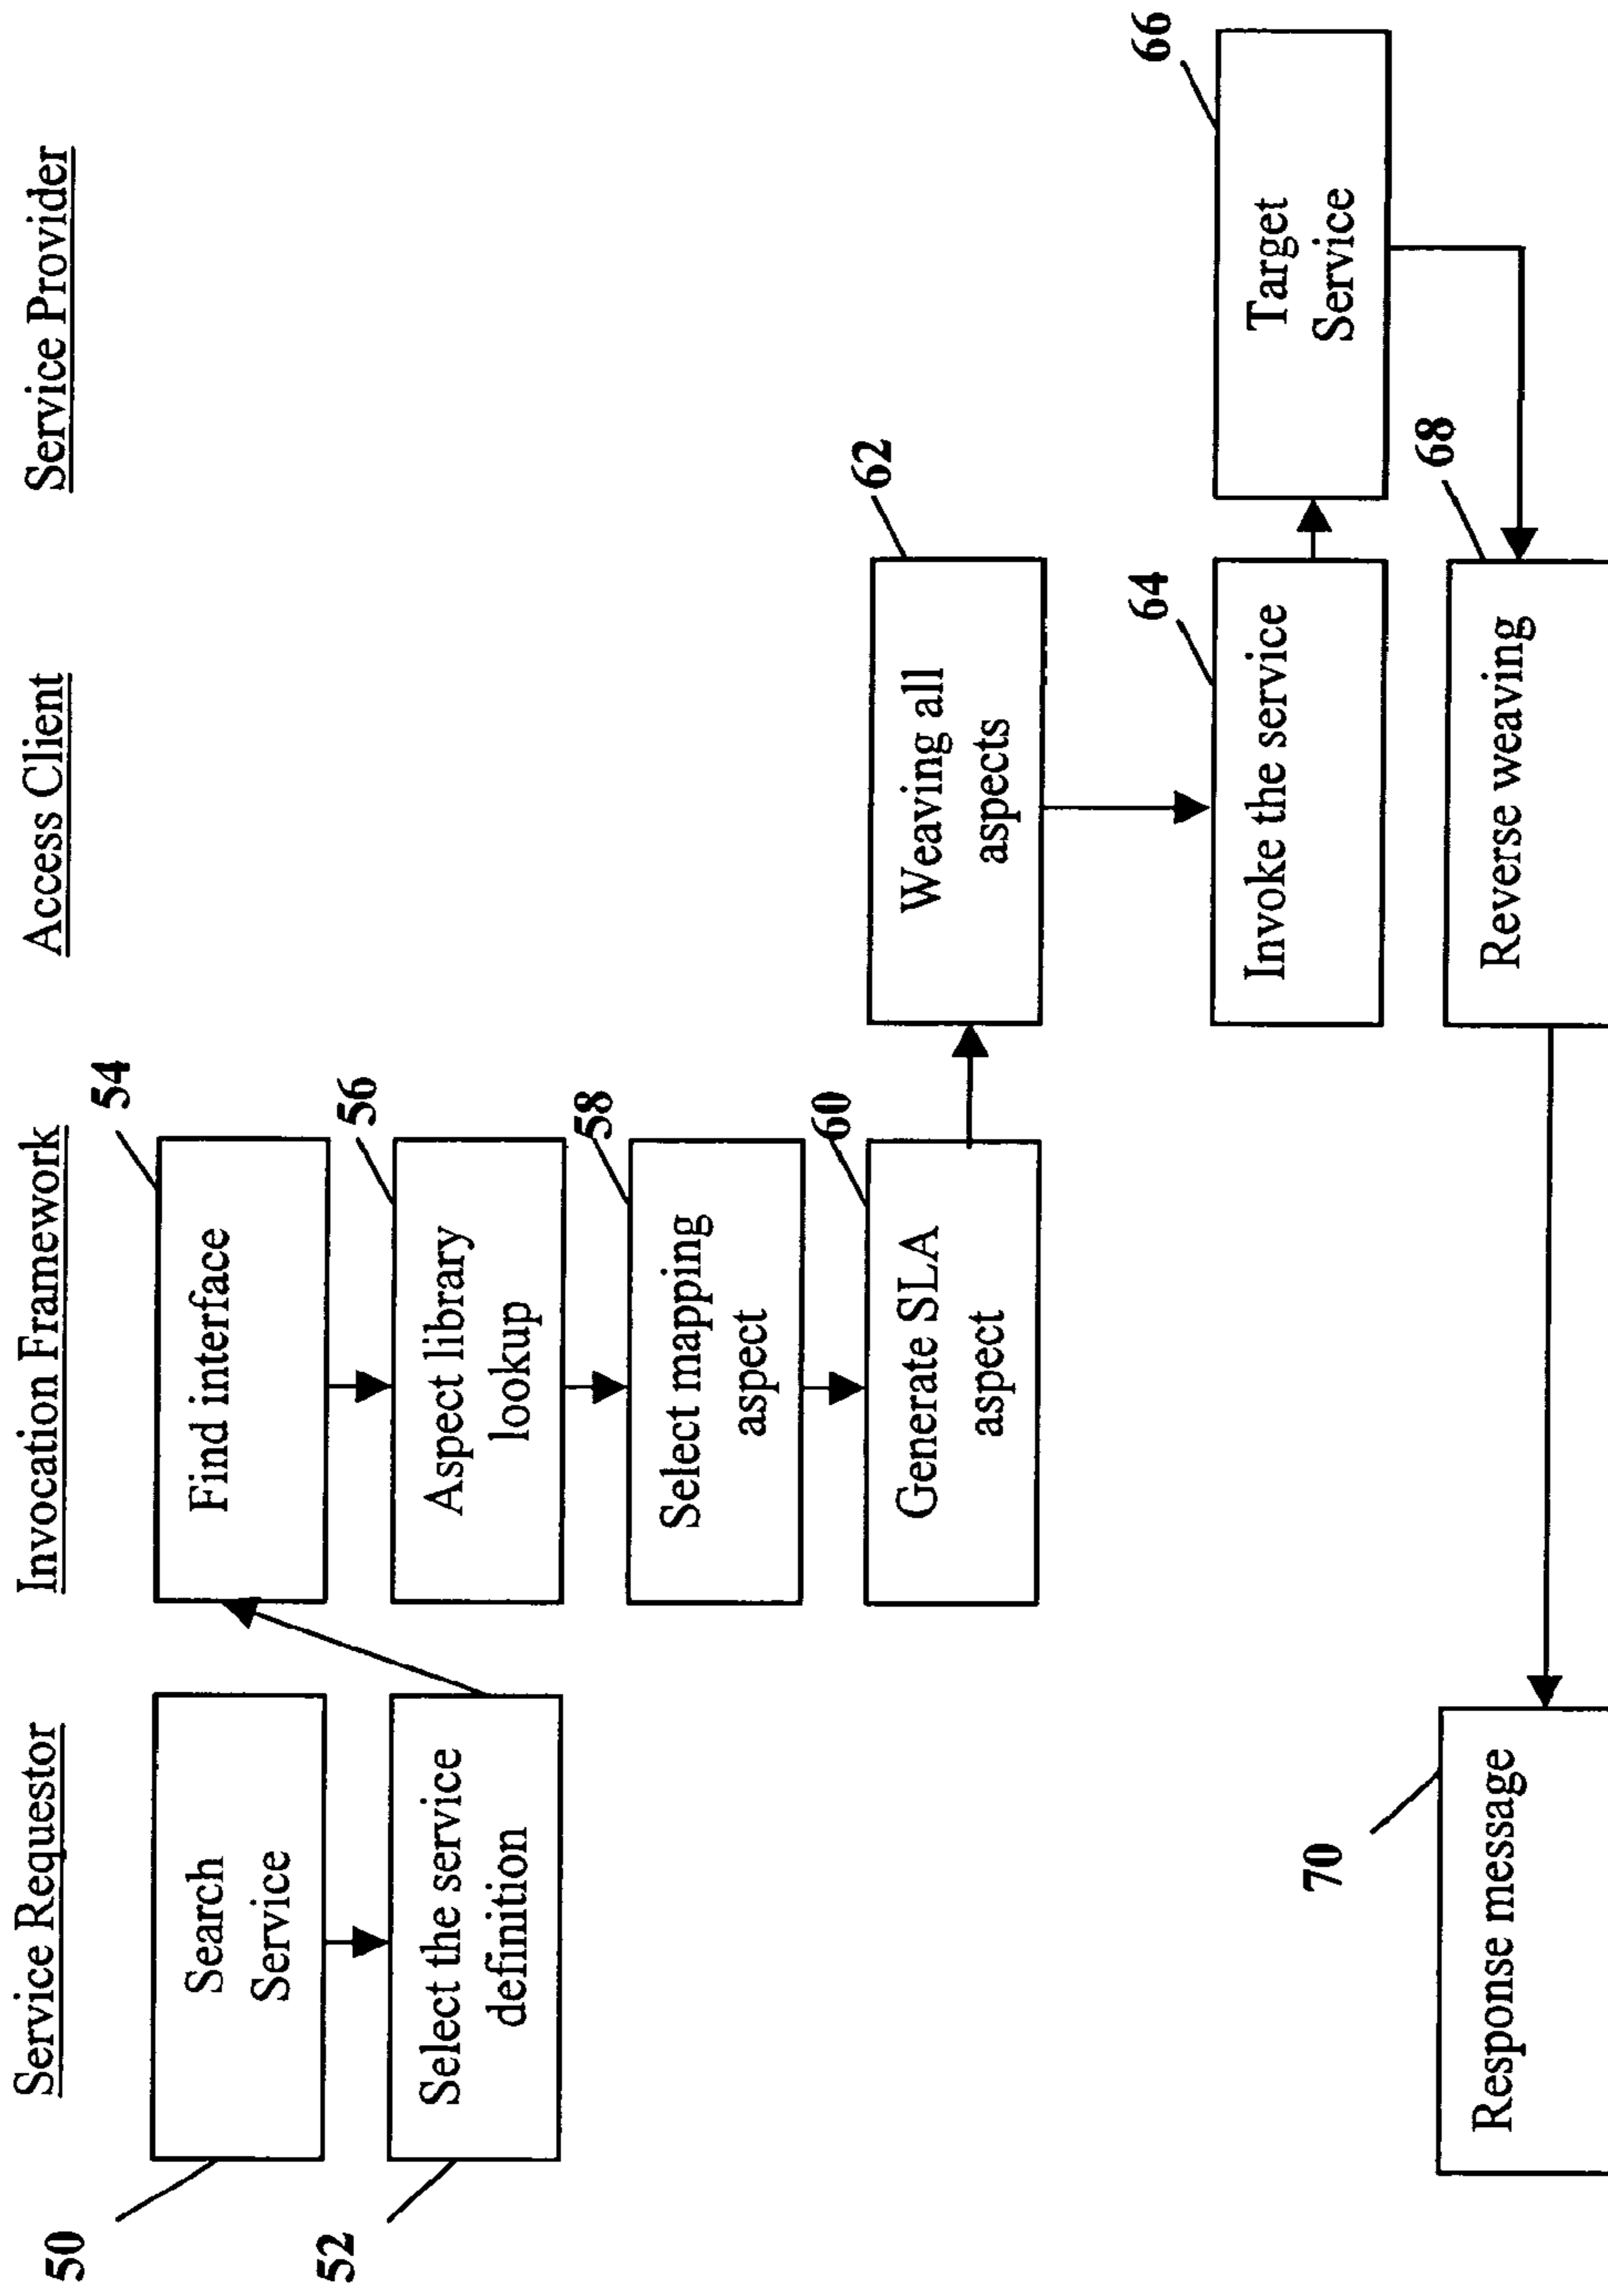 Service Requestor
Invocation Framework
Access Client
Service Provider
50
Search
Service
52
Select the service
definition
54
Find interface
56
Aspect library
lookup
58
Select mapping
aspect
60
Generate SLA
aspect
62
Weaving all
aspects
64
Invoke the service
66
Target
Service
68
Reverse weaving
70
Response message